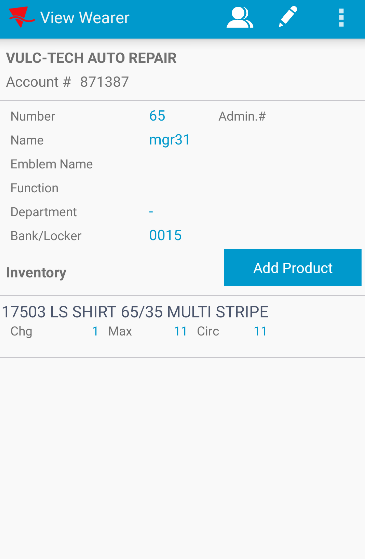 View Wearer
VULC-TECH AUTO REPAIR
Account # 871387
Number 65 Admin.#
Name mgr31
Emblem Name
Function
Department -
Bank/Locker 0015
Inventory Add Product
17503 LS SHIRT 65/35 MULTI STRIPE
Chg 1 Max 11 Circ 11